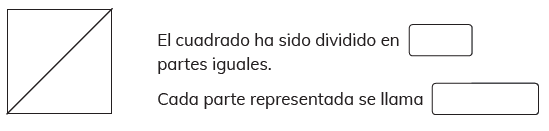 El cuadrado ha sido dividido en
partes iguales.
Cada parte representada se llama